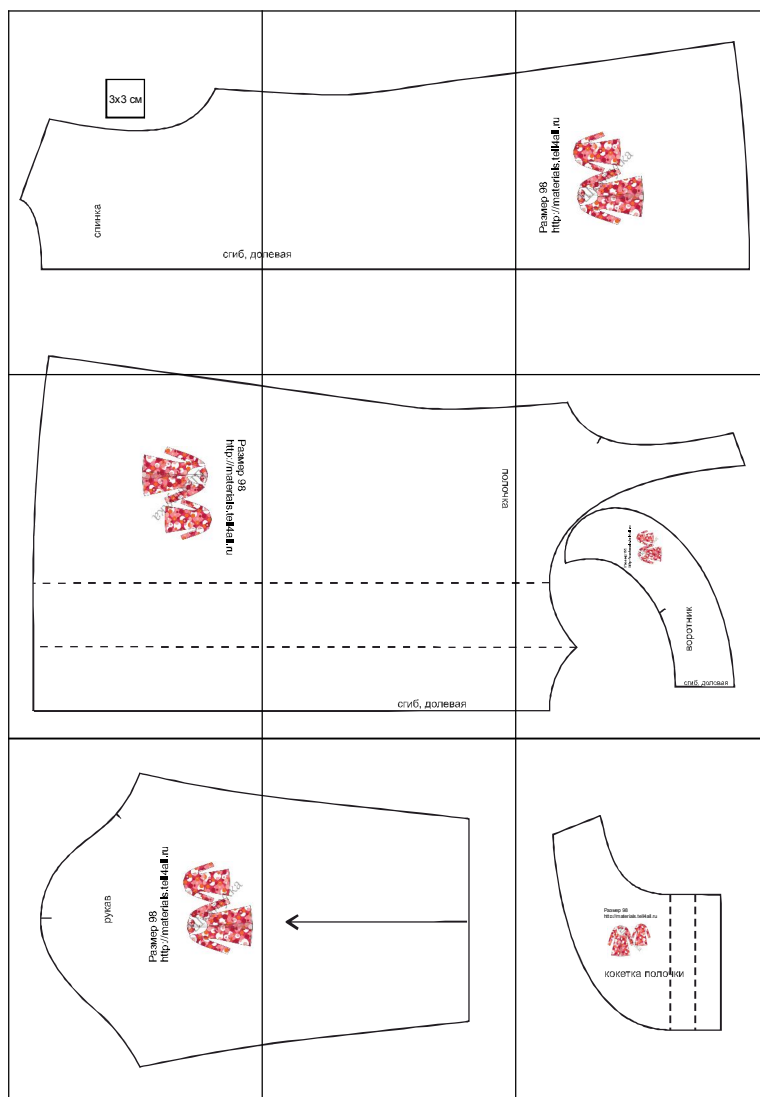 3х3 см
спинка
сгиб, долевая
Размер 98
http://materials.tell4all.ru
Размер 98
http://materials.tell4all.ru
полочка
сгиб, долевая
воротник
сгиб, долевая
рукав
Размер 98
http://materials.tell4all.ru
Размер 98
http://materials.tell4all.ru
кокетка полочки